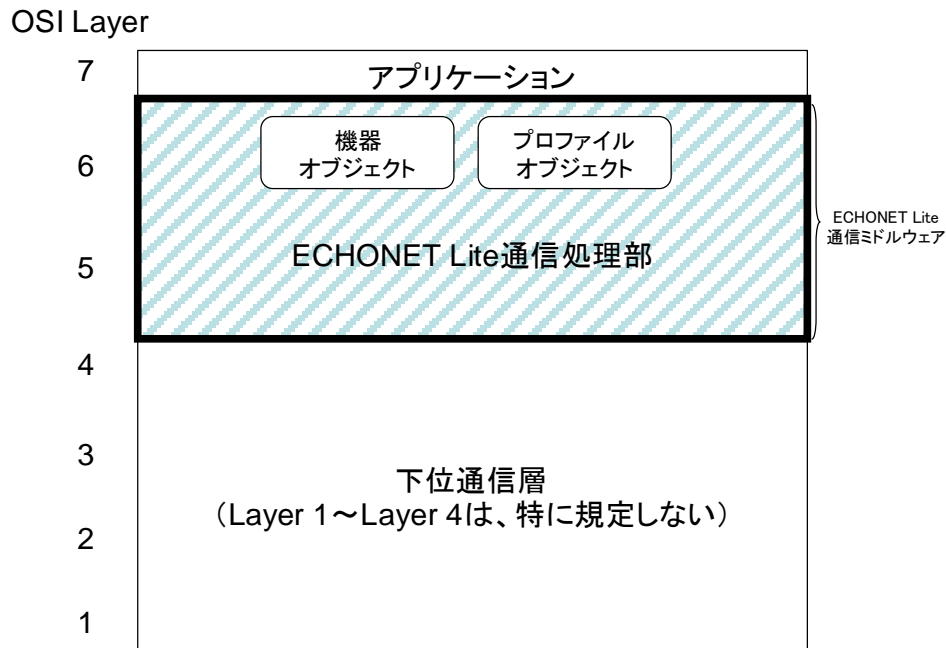 OSI Layer
7
アプリケーション
機器
オブジェクト
プロファイル
オブジェクト
6
ECHONET Lite
通信ミドルウェア
ECHONET Lite通信処理部
5
4
3
下位通信層
（Layer 1～Layer 4は、特に規定しない）
2
1